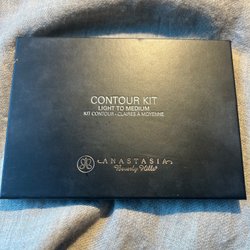 CONTOUR KIT
LIGHT TO MEDIUM
KIT CONTOUR - CLAIRES À MOYENNE
ANASTASIA
Beverly Hills